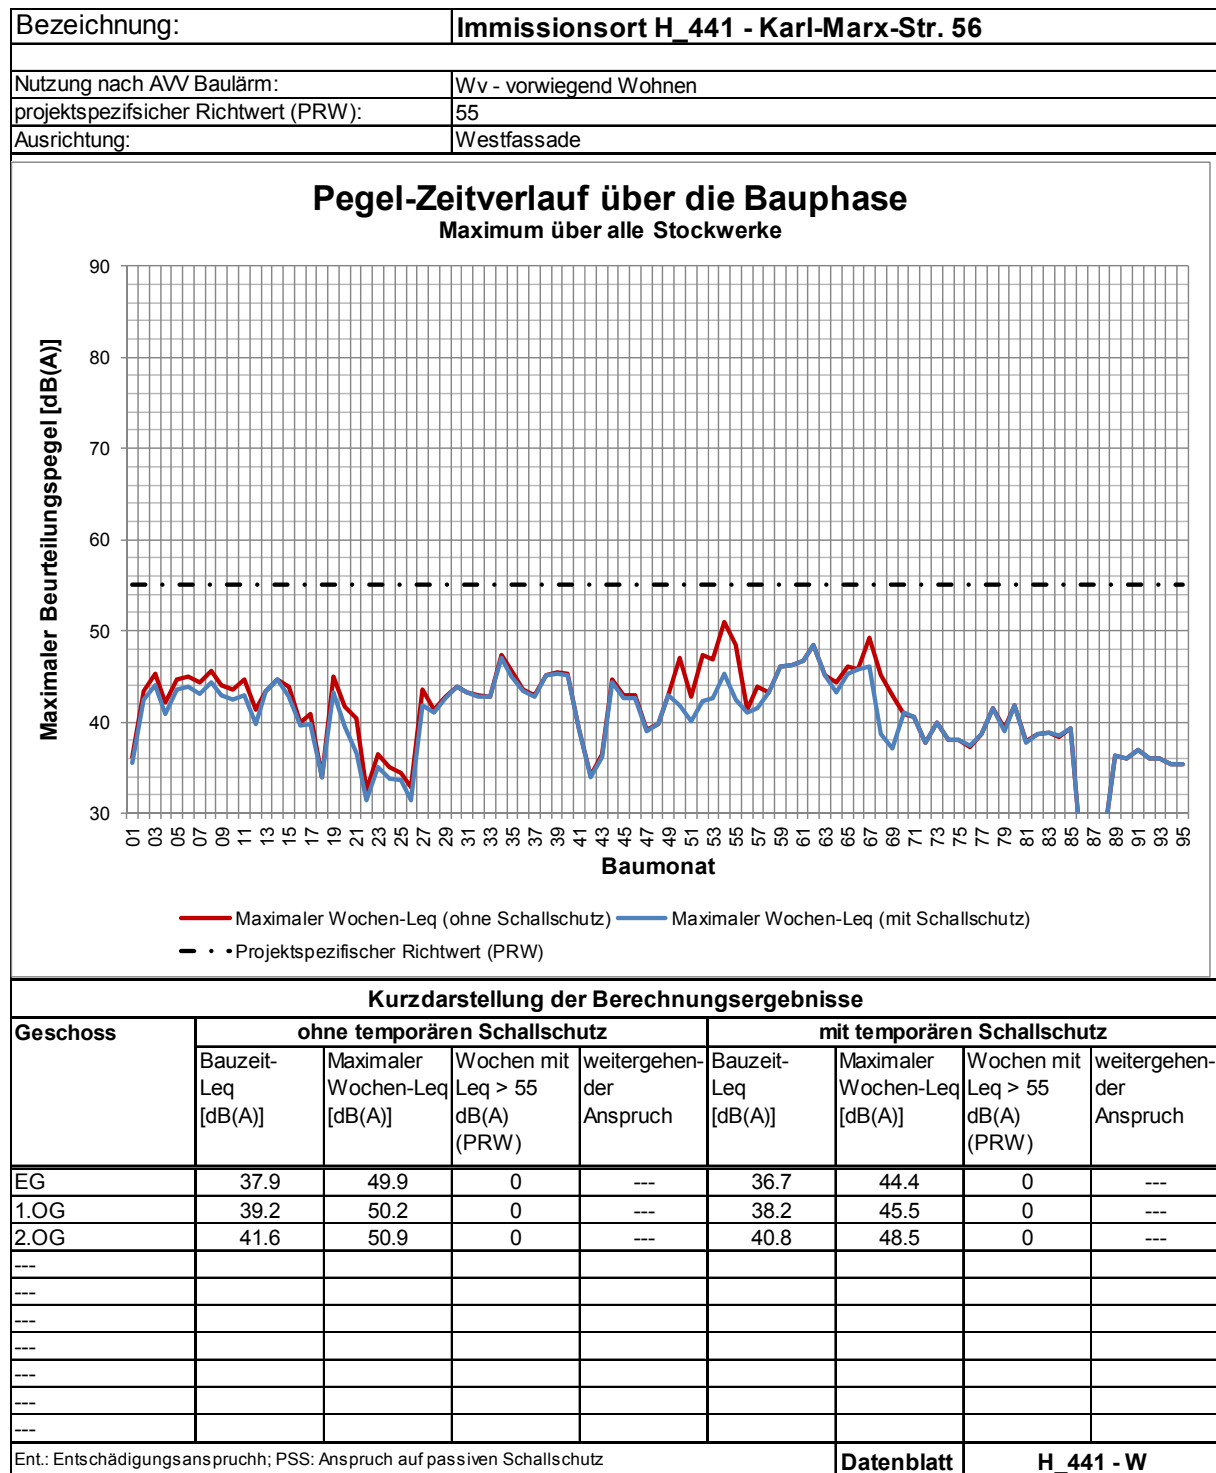 Bezeichnung: Immissionsort H_441 - Karl-Marx-Str. 56
Nutzung nach AVV Baulärm: Wv - vorwiegend Wohnen
projektspezifsicher Richtwert (PRW): 55
Ausrichtung: Westfassade
Pegel-Zeitverlauf über die Bauphase
Maximum über alle Stockwerke
Maximaler Beurteilungspegel [dB(A)]
90
80
70
60
50
40
30
01 03 05 07 09 11 13 15 17 19 21 23 25 27 29 31 33 35 37 39 41 43 45 47 49 51 53 55 57 59 61 63 65 67 69 71 73 75 77 79 81 83 85 87 89 91 93 95
Baumonat
Maximaler Wochen-Leq (ohne Schallschutz) Maximaler Wochen-Leq (mit Schallschutz)
Projektspezifischer Richtwert (PRW)
Kurzdarstellung der Berechnungsergebnisse
Geschoss ohne temporären Schallschutz mit temporären Schallschutz
Bauzeit- Maximaler Wochen mit weitergehen- Bauzeit- Maximaler Wochen mit weitergehen-
Leq Wochen-Leq Leq > 55 der Leq Wochen-Leq Leq > 55 der
[dB(A)] [dB(A)] dB(A) Anspruch [dB(A)] [dB(A)] dB(A) Anspruch
(PRW) (PRW)
EG 37.9 49.9 0 --- 36.7 44.4 0 ---
1.OG 39.2 50.2 0 --- 38.2 45.5 0 ---
2.OG 41.6 50.9 0 --- 40.8 48.5 0 ---
---
---
---
---
---
---
---
Ent.: Entschädigungsanspruchh; PSS: Anspruch auf passiven Schallschutz Datenblatt H_441 - W